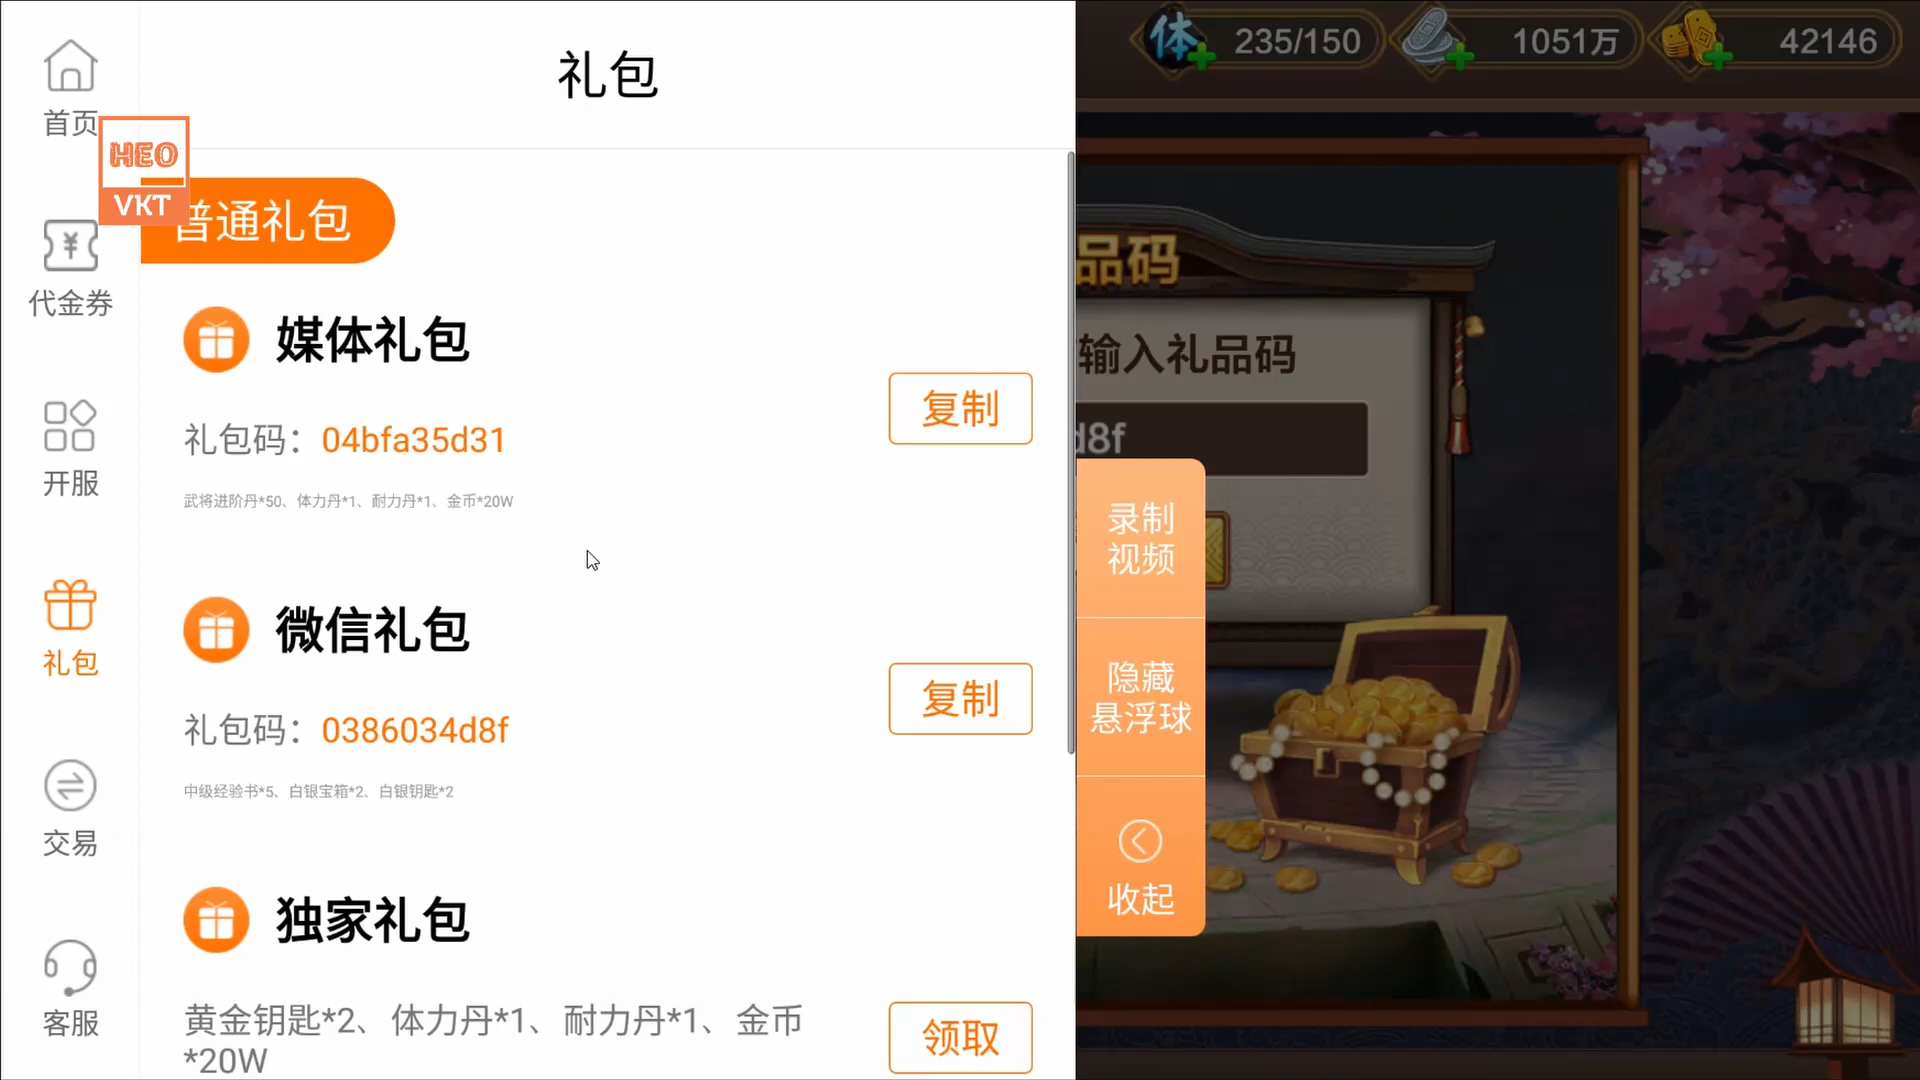 礼包
首页
HEO
VKT
普通礼包
代金券
媒体礼包
复制
礼包码：04bfa35d31
武将进阶丹*50、体力丹*1、耐力丹*1、金币*20W
开服
微信礼包
复制
礼包码：0386034d8f
中级经验书*5、白银宝箱*2、白银钥匙*2
礼包
交易
独家礼包
黄金钥匙*2、体力丹*1、耐力丹*1、金币
*20W
领取
客服
录制
视频
隐藏
悬浮球
收起
体
235/150
1051万
42146
品码
输入礼品码
d8f